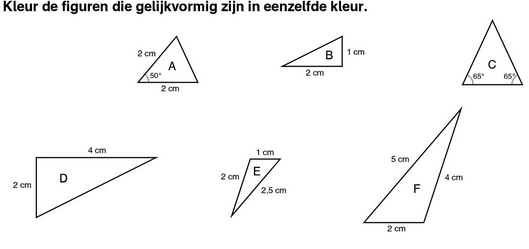 Kleur de figuren die gelijkvormig zijn in eenzelfde kleur.
2 cm
A
50°
2 cm
B
1 cm
2 cm
C
65°
65°
4 cm
2 cm
D
1 cm
2 cm
E
2,5 cm
5 cm
4 cm
F
2 cm